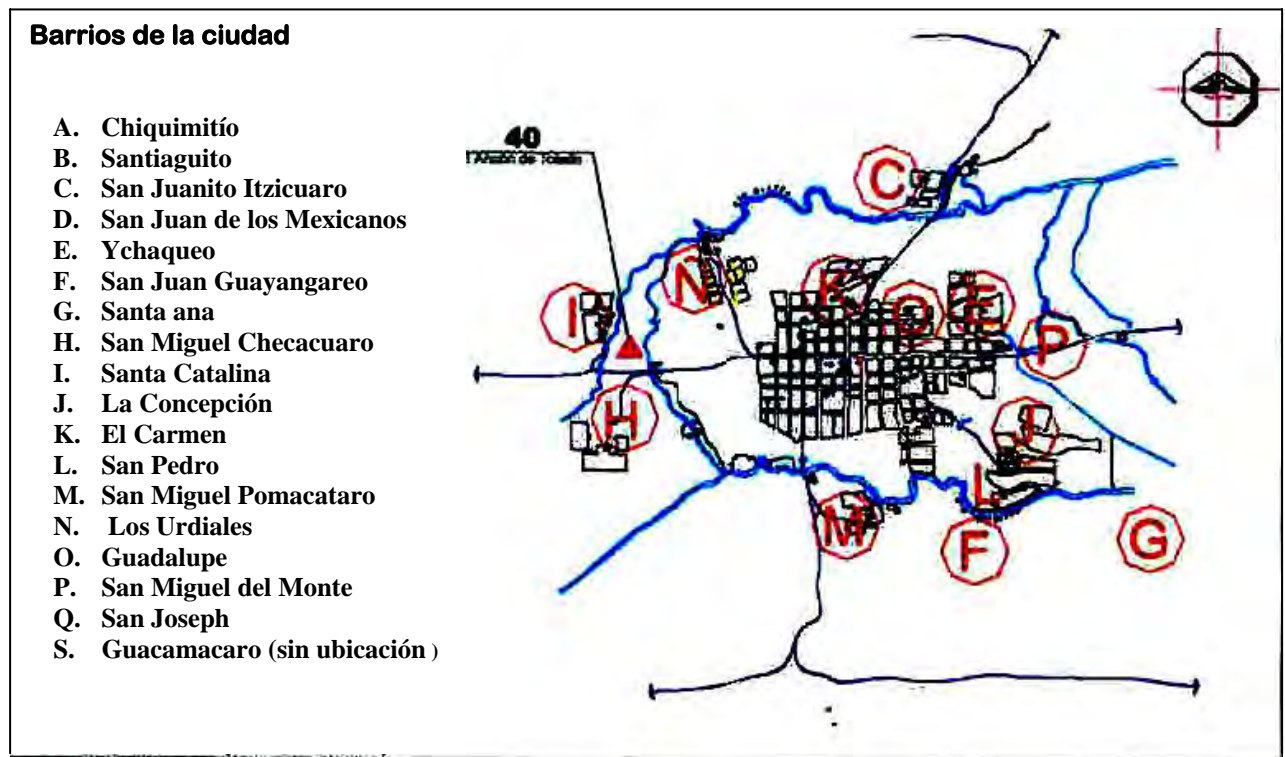 Barrios de la ciudad
A. Chiquimitío
B. Santiaguito
C. San Juanito Itzicuaro
D. San Juan de los Mexicanos
E. Ychaqueo
F. San Juan Guayangareo
G. Santa ana
H. San Miguel Checacuaro
I. Santa Catalina
J. La Concepción
K. El Carmen
L. San Pedro
M. San Miguel Pomacataro
N. Los Urdiales
O. Guadalupe
P. San Miguel del Monte
Q. San Joseph
S. Guacamacaro (sin ubicación )
40
C
N
K
E
I
P
H
J
L
M
F
G